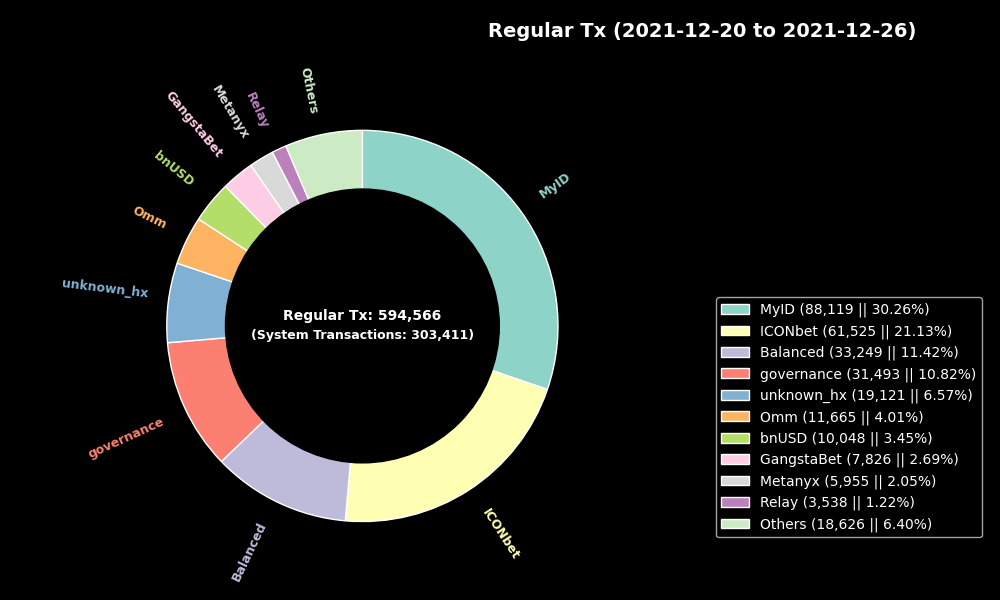 Regular Tx (2021-12-20 to 2021-12-26)
Others
Relay
Metanyx
GangstaBet
bnUSD
Omm
unknown_hx
governance
Balanced
ICONbet
MyID
Regular Tx: 594,566
(System Transactions: 303,411)
MyID (88,119 || 30.26%)
ICONbet (61,525 || 21.13%)
Balanced (33,249 || 11.42%)
governance (31,493 || 10.82%)
unknown_hx (19,121 || 6.57%)
Omm (11,665 || 4.01%)
bnUSD (10,048 || 3.45%)
GangstaBet (7,826 || 2.69%)
Metanyx (5,955 || 2.05%)
Relay (3,538 || 1.22%)
Others (18,626 || 6.40%)